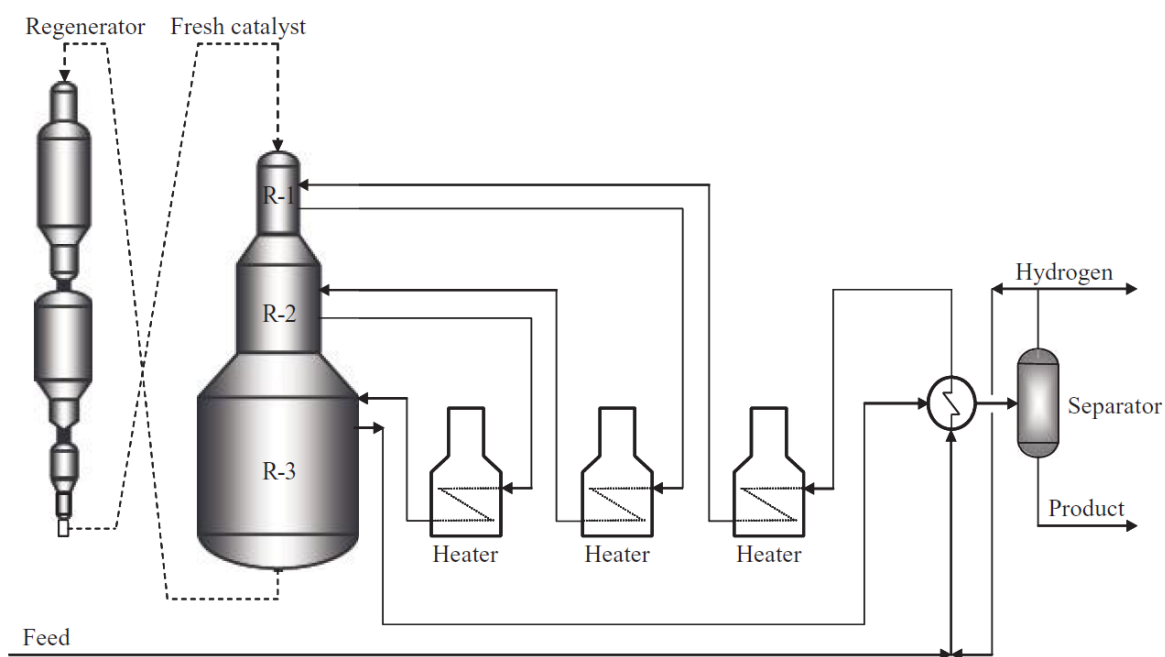 Regenerator
Fresh catalyst
R-1
R-2
R-3
Heater
Heater
Heater
Hydrogen
Separator
Product
Feed